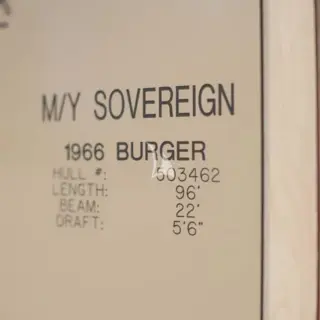 M/Y SOVEREIGN
1966 BURGER
HULL #: 503462
LENGTH: 96'
BEAM: 22'
DRAFT: 5'6"